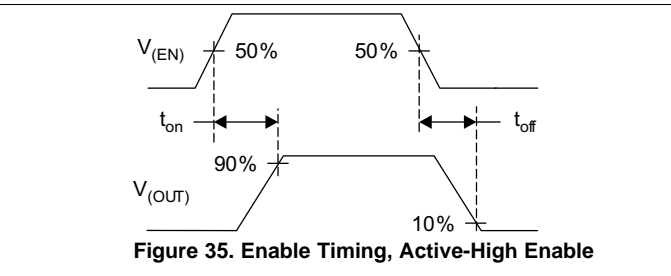 V(EN)
50%
50%
ton
toff
90%
V(OUT)
10%
Figure 35. Enable Timing, Active-High Enable